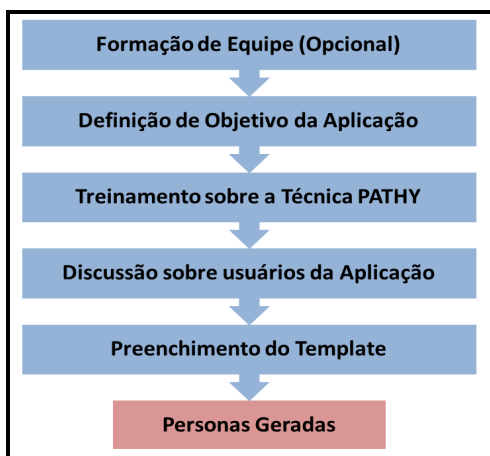 Formação de Equipe (Opcional)
Definição de Objetivo da Aplicação
Treinamento sobre a Técnica PATHY
Discussão sobre usuários da Aplicação
Preenchimento do Template
Personas Geradas